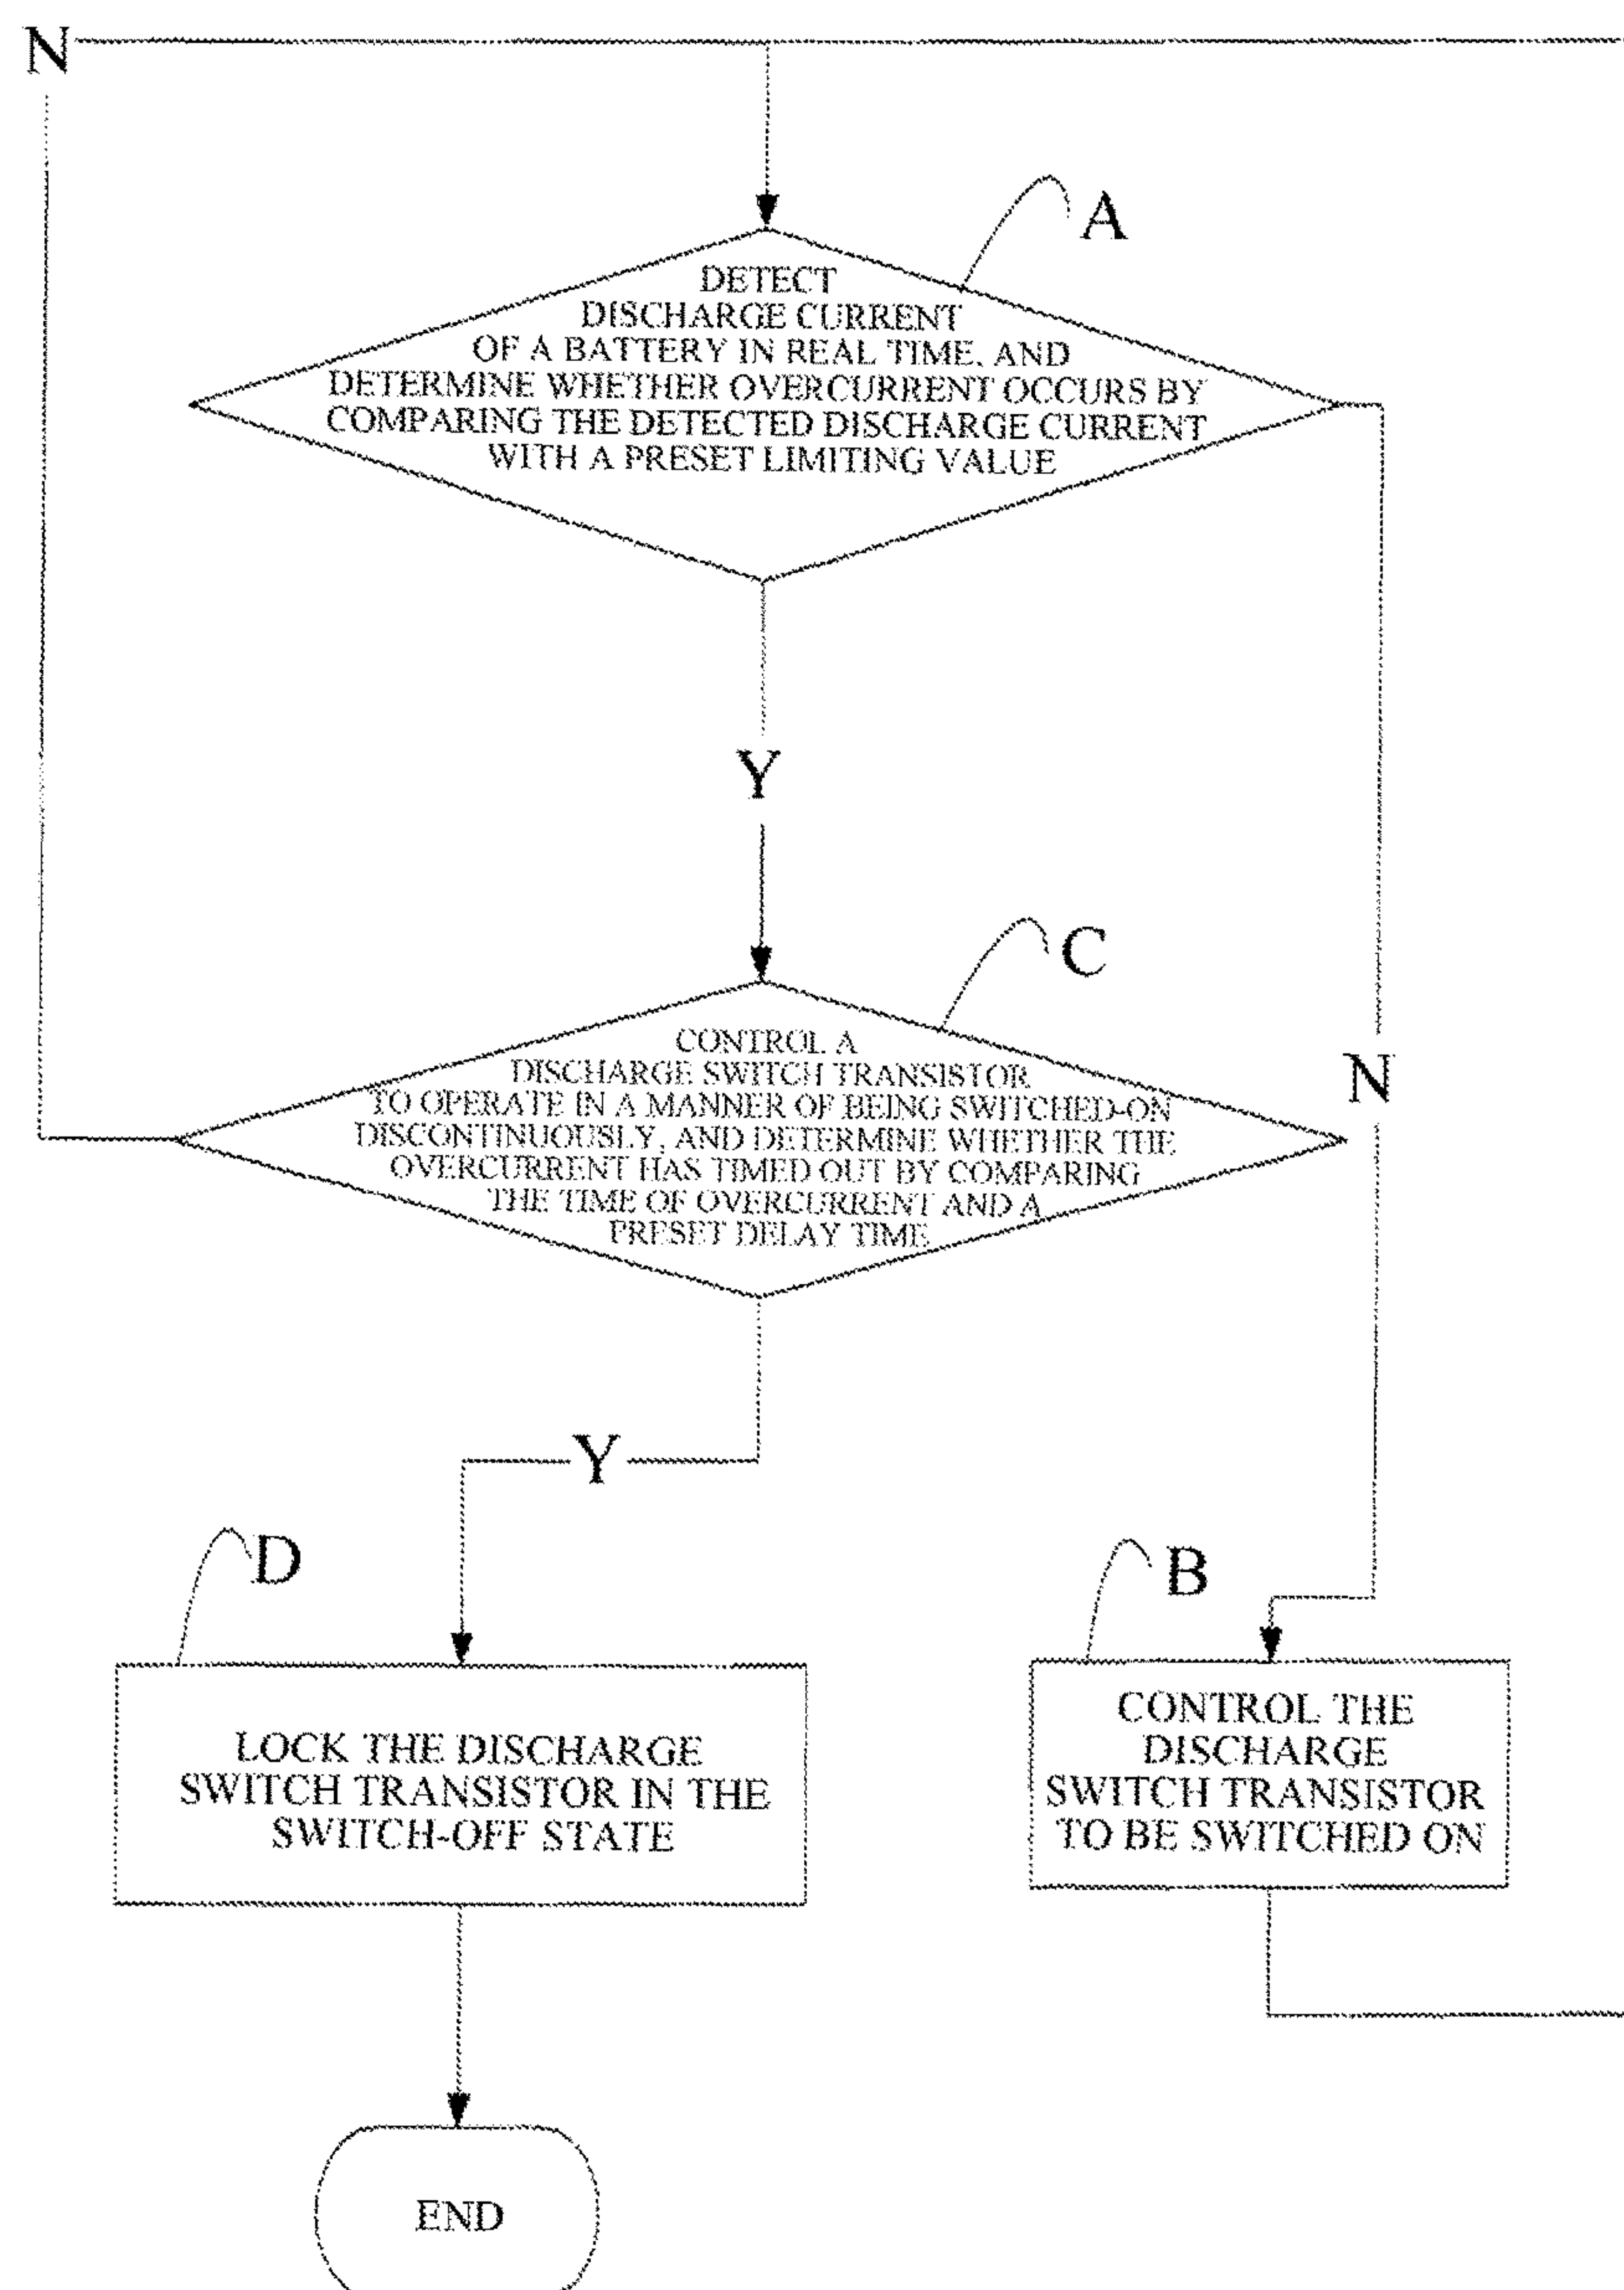 N
A
DETECT
DISCHARGE CURRENT
OF A BATTERY IN REAL TIME, AND
DETERMINE WHETHER OVERCURRENT OCCURS BY
COMPARING THE DETECTED DISCHARGE CURRENT
WITH A PRESET LIMITING VALUE
Y
C
CONTROL A
DISCHARGE SWITCH TRANSISTOR
TO OPERATE IN A MANNER OF BEING SWITCHED-ON
DISCONTINUOUSLY, AND DETERMINE WHETHER THE
OVERCURRENT HAS TIMED OUT BY COMPARING
THE TIME OF OVERCURRENT AND A
PRESET DELAY TIME
N
Y
D
B
LOCK THE DISCHARGE
SWITCH TRANSISTOR IN THE
SWITCH-OFF STATE
CONTROL THE
DISCHARGE
SWITCH TRANSISTOR
TO BE SWITCHED ON
END